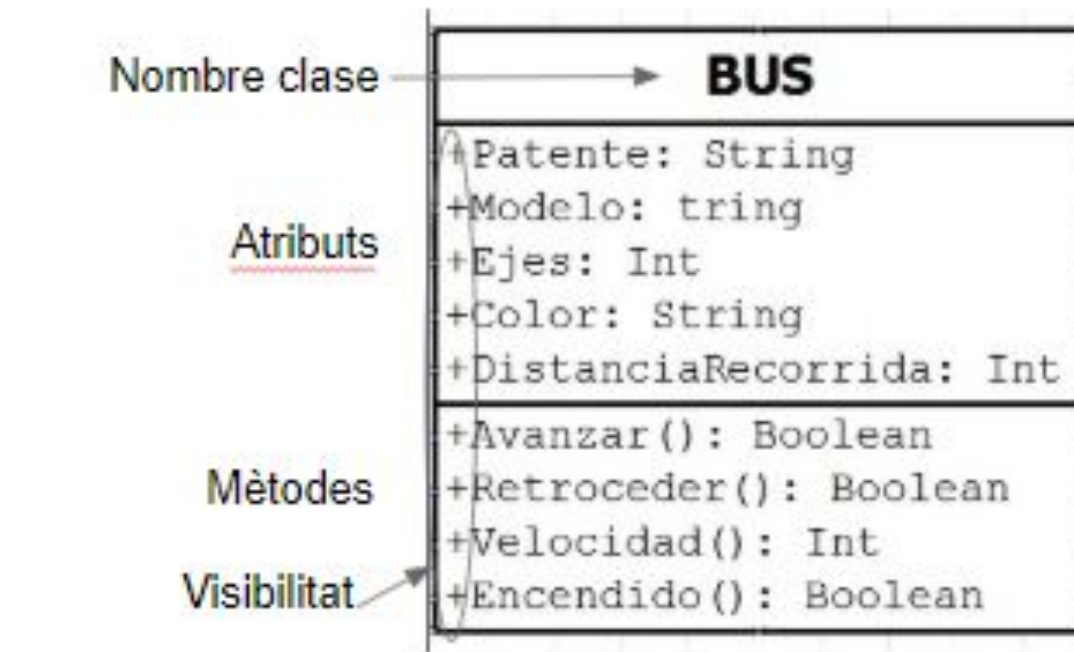 Nombre clase
BUS
+Patente: String
+Modelo: tring
Atributs
+Ejes: Int
+Color: String
+DistanciaRecorrida: Int
+Avanzar(): Boolean
Mètodes
+Retroceder(): Boolean
+Velocidad(): Int
Visibilitat
+Encendido(): Boolean